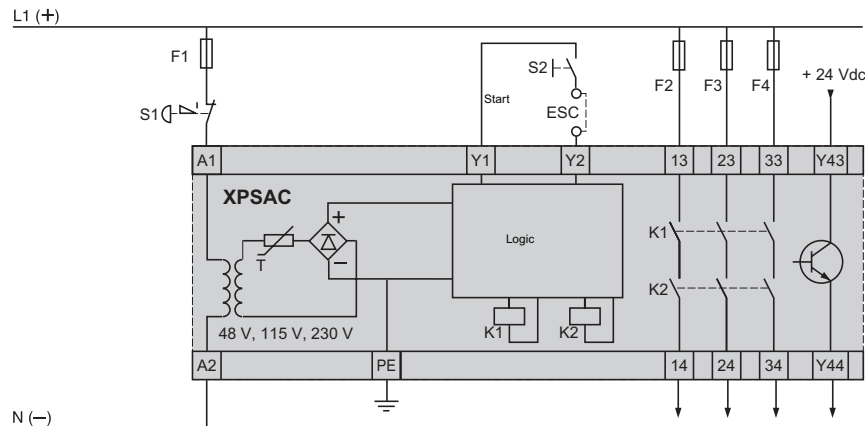 L1 (+)
F1
S2
F2
F3
F4
+ 24 Vdc
Start
ESC
S1
A1
Y1
Y2
13
23
33
Y43
XPSAC
+
Logic
K1
T
−
K2
K1
K2
48 V, 115 V, 230 V
A2
PE
14
24
34
Y44
N (−)